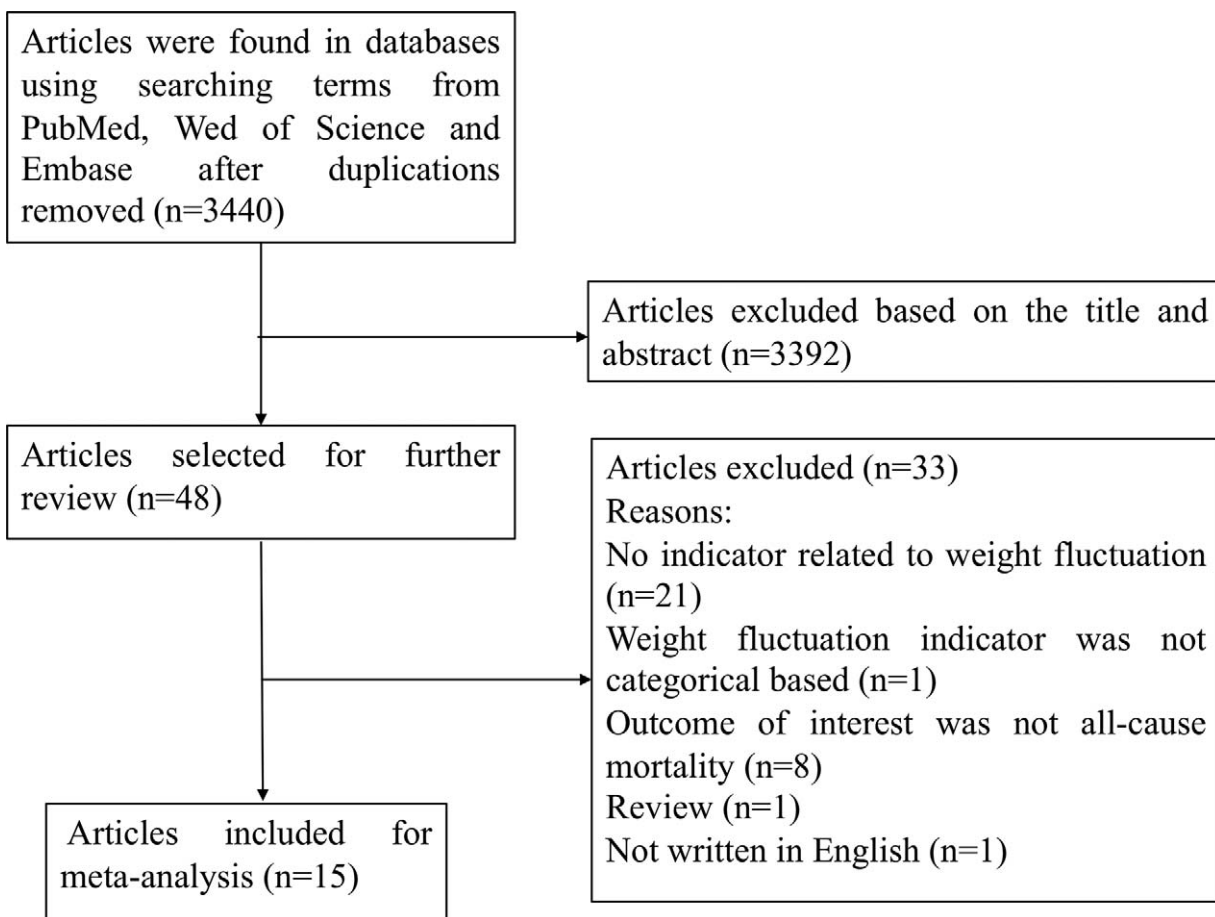 Articles were found in databases
using searching terms from
PubMed, Wed of Science and
Embase after duplications
removed (n=3440)
Articles excluded based on the title and
abstract (n=3392)
Articles selected for further
review (n=48)
Articles excluded (n=33)
Reasons:
No indicator related to weight fluctuation
(n=21)
Weight fluctuation indicator was not
categorical based (n=1)
Outcome of interest was not all-cause
mortality (n=8)
Review (n=1)
Not written in English (n=1)
Articles included for
meta-analysis (n=15)